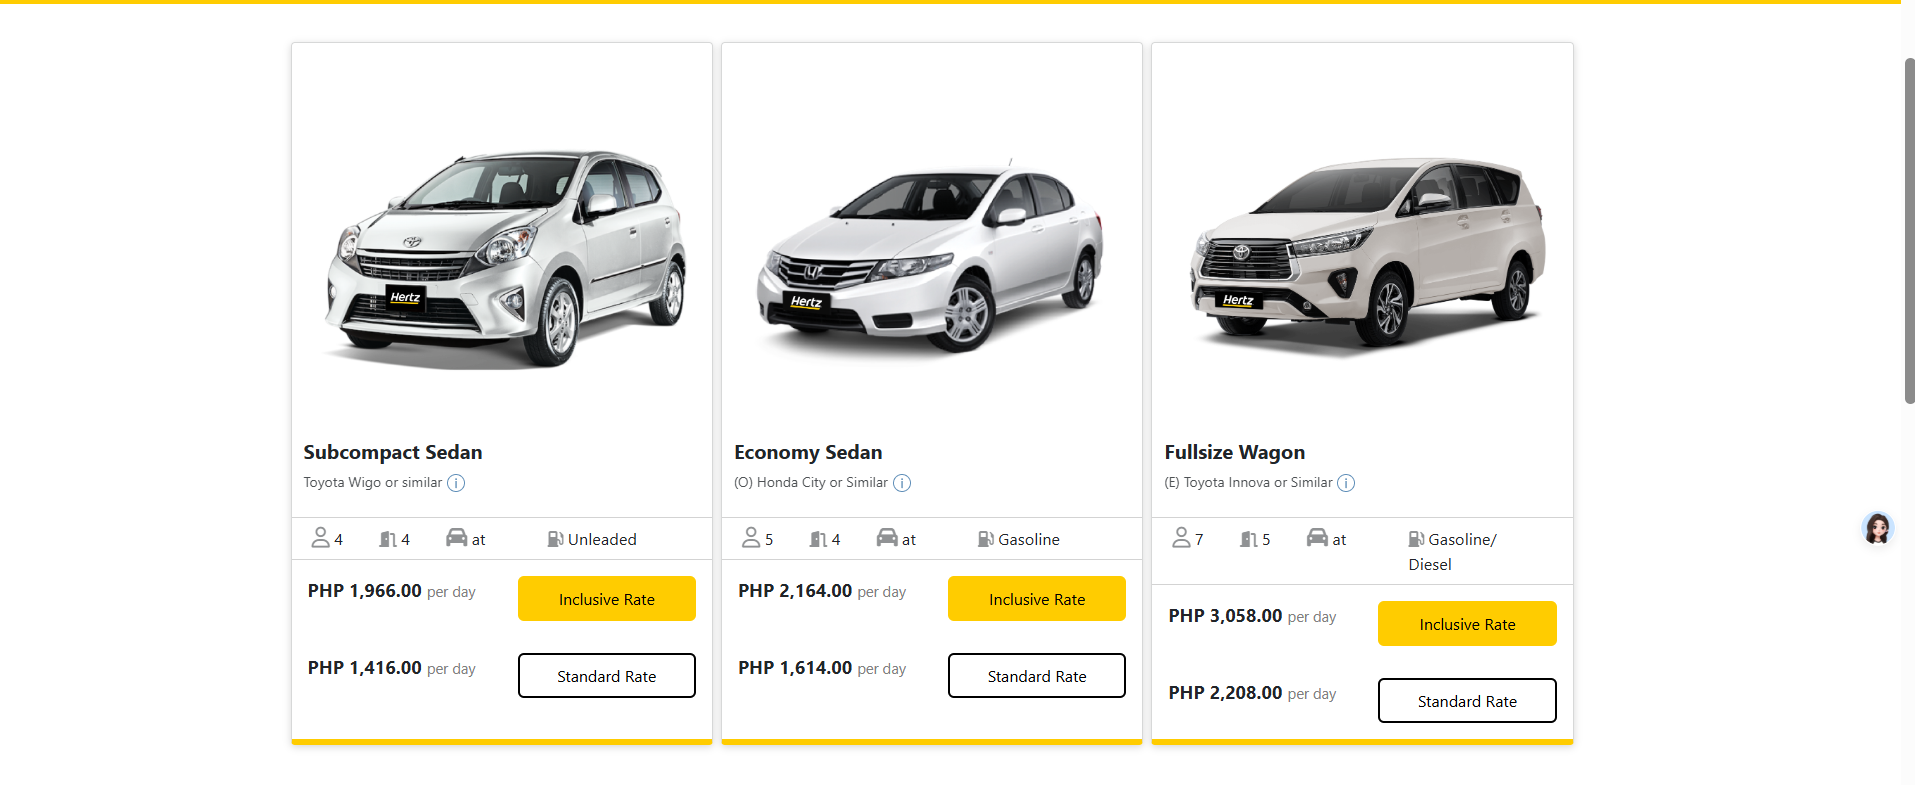 Hertz
Subcompact Sedan
Toyota Wigo or similar
4 4 at Unleaded
PHP 1,966.00 per day Inclusive Rate
PHP 1,416.00 per day Standard Rate
Hertz
Economy Sedan
(O) Honda City or Similar
5 4 at Gasoline
PHP 2,164.00 per day Inclusive Rate
PHP 1,614.00 per day Standard Rate
Hertz
Fullsize Wagon
(E) Toyota Innova or Similar
7 5 at Gasoline/
Diesel
PHP 3,058.00 per day Inclusive Rate
PHP 2,208.00 per day Standard Rate